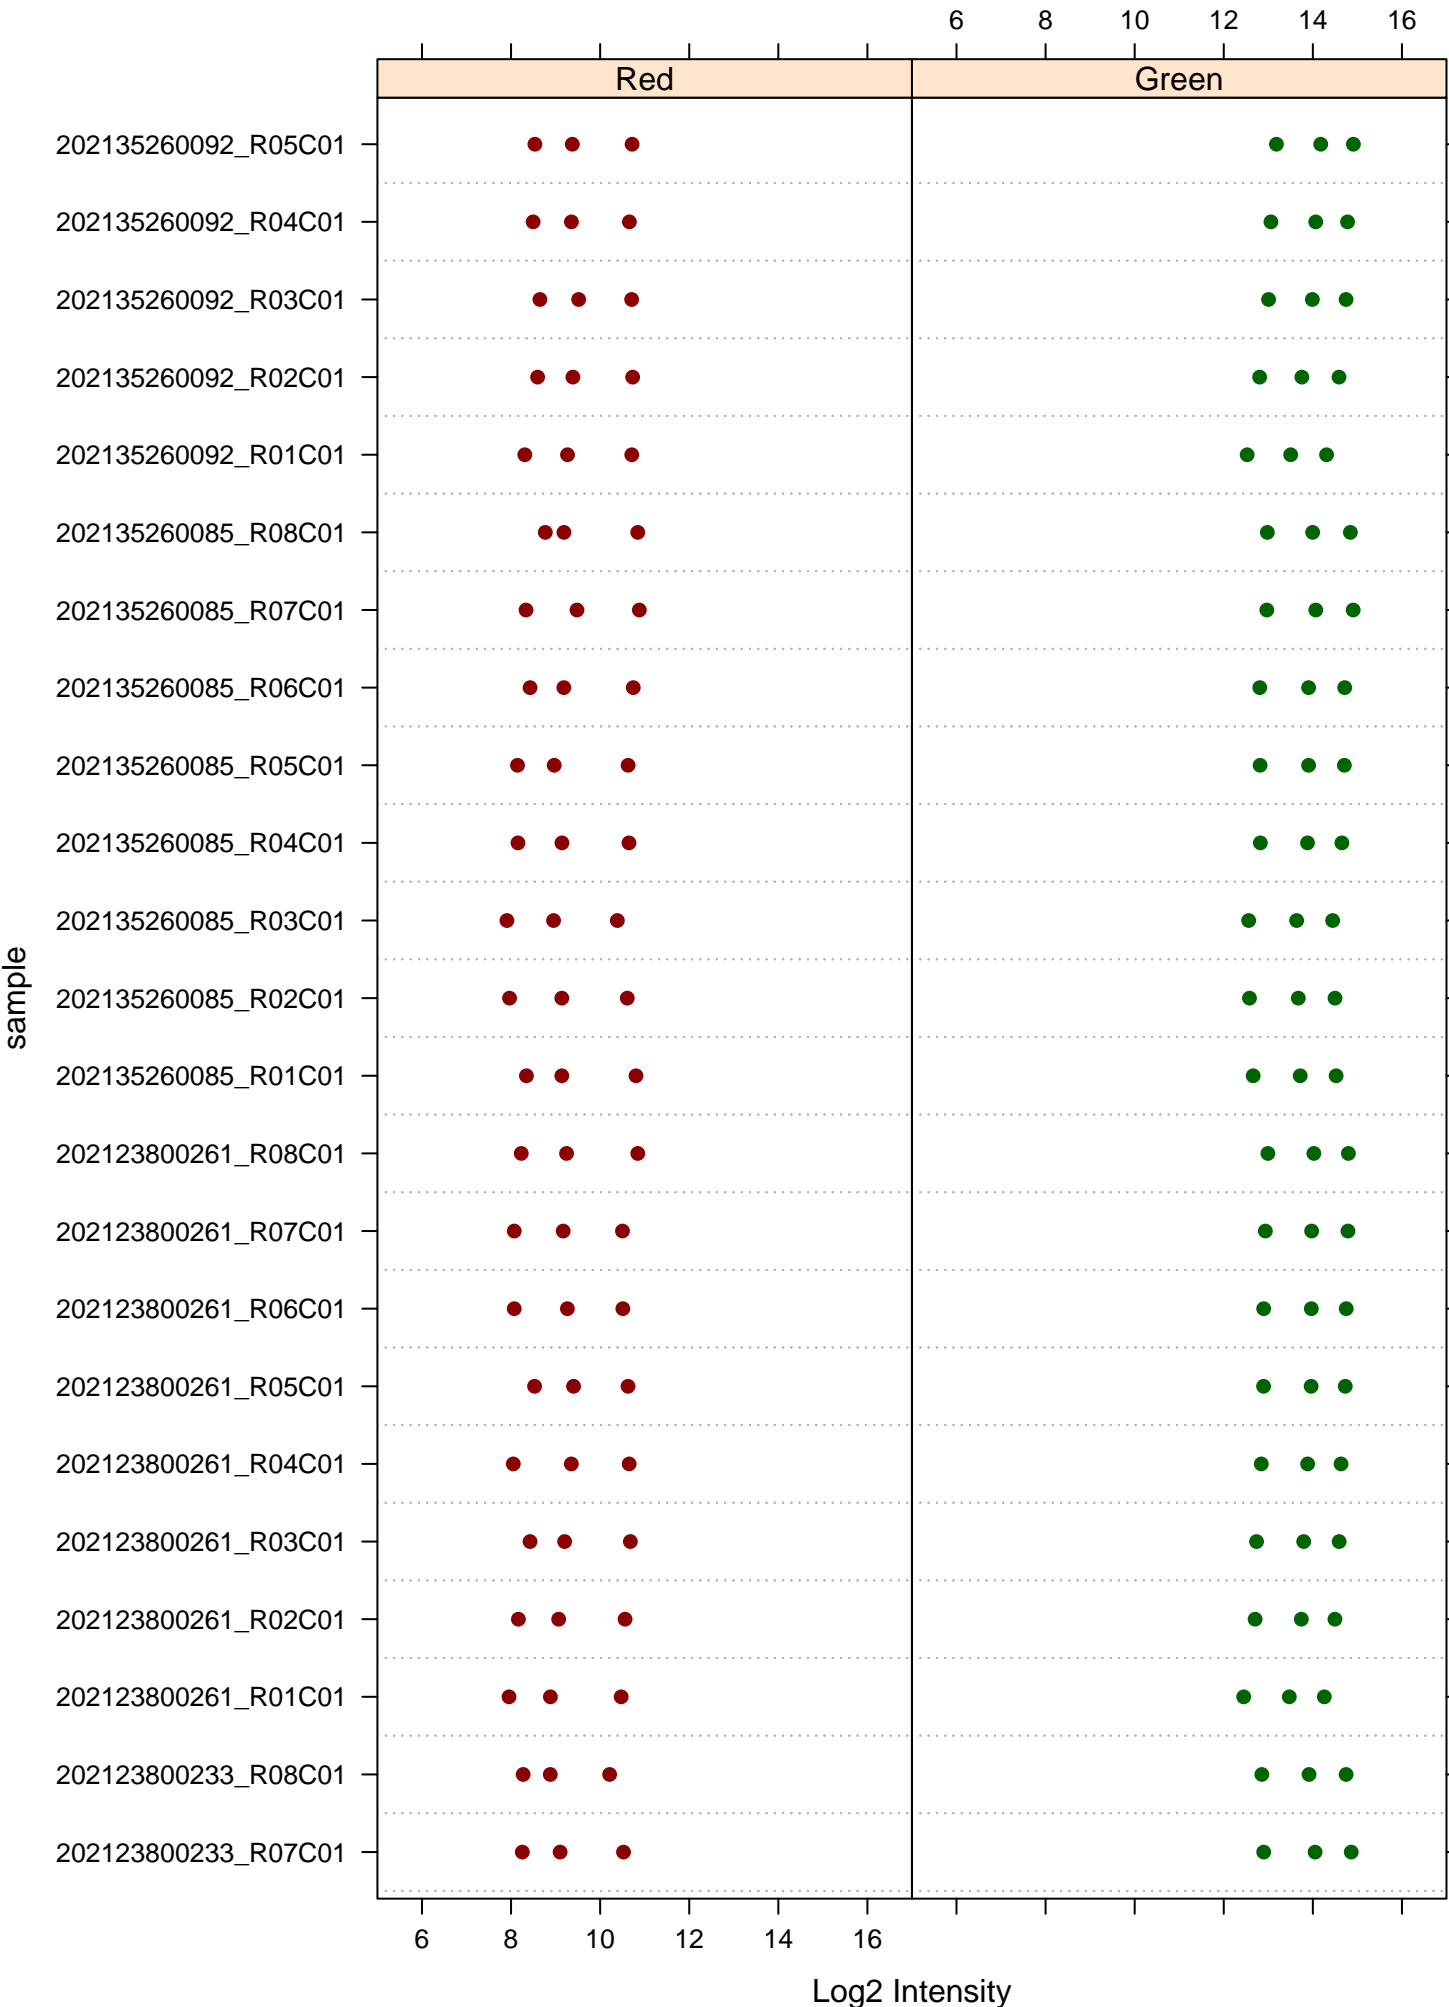 6 8 10 12 14 16
Red Green
202135260092_R05C01
202135260092_R04C01
202135260092_R03C01
202135260092_R02C01
202135260092_R01C01
202135260085_R08C01
202135260085_R07C01
202135260085_R06C01
202135260085_R05C01
202135260085_R04C01
202135260085_R03C01
202135260085_R02C01
202135260085_R01C01
202123800261_R08C01
202123800261_R07C01
202123800261_R06C01
202123800261_R05C01
202123800261_R04C01
202123800261_R03C01
202123800261_R02C01
202123800261_R01C01
202123800233_R08C01
202123800233_R07C01
sample
6 8 10 12 14 16
Log2 Intensity